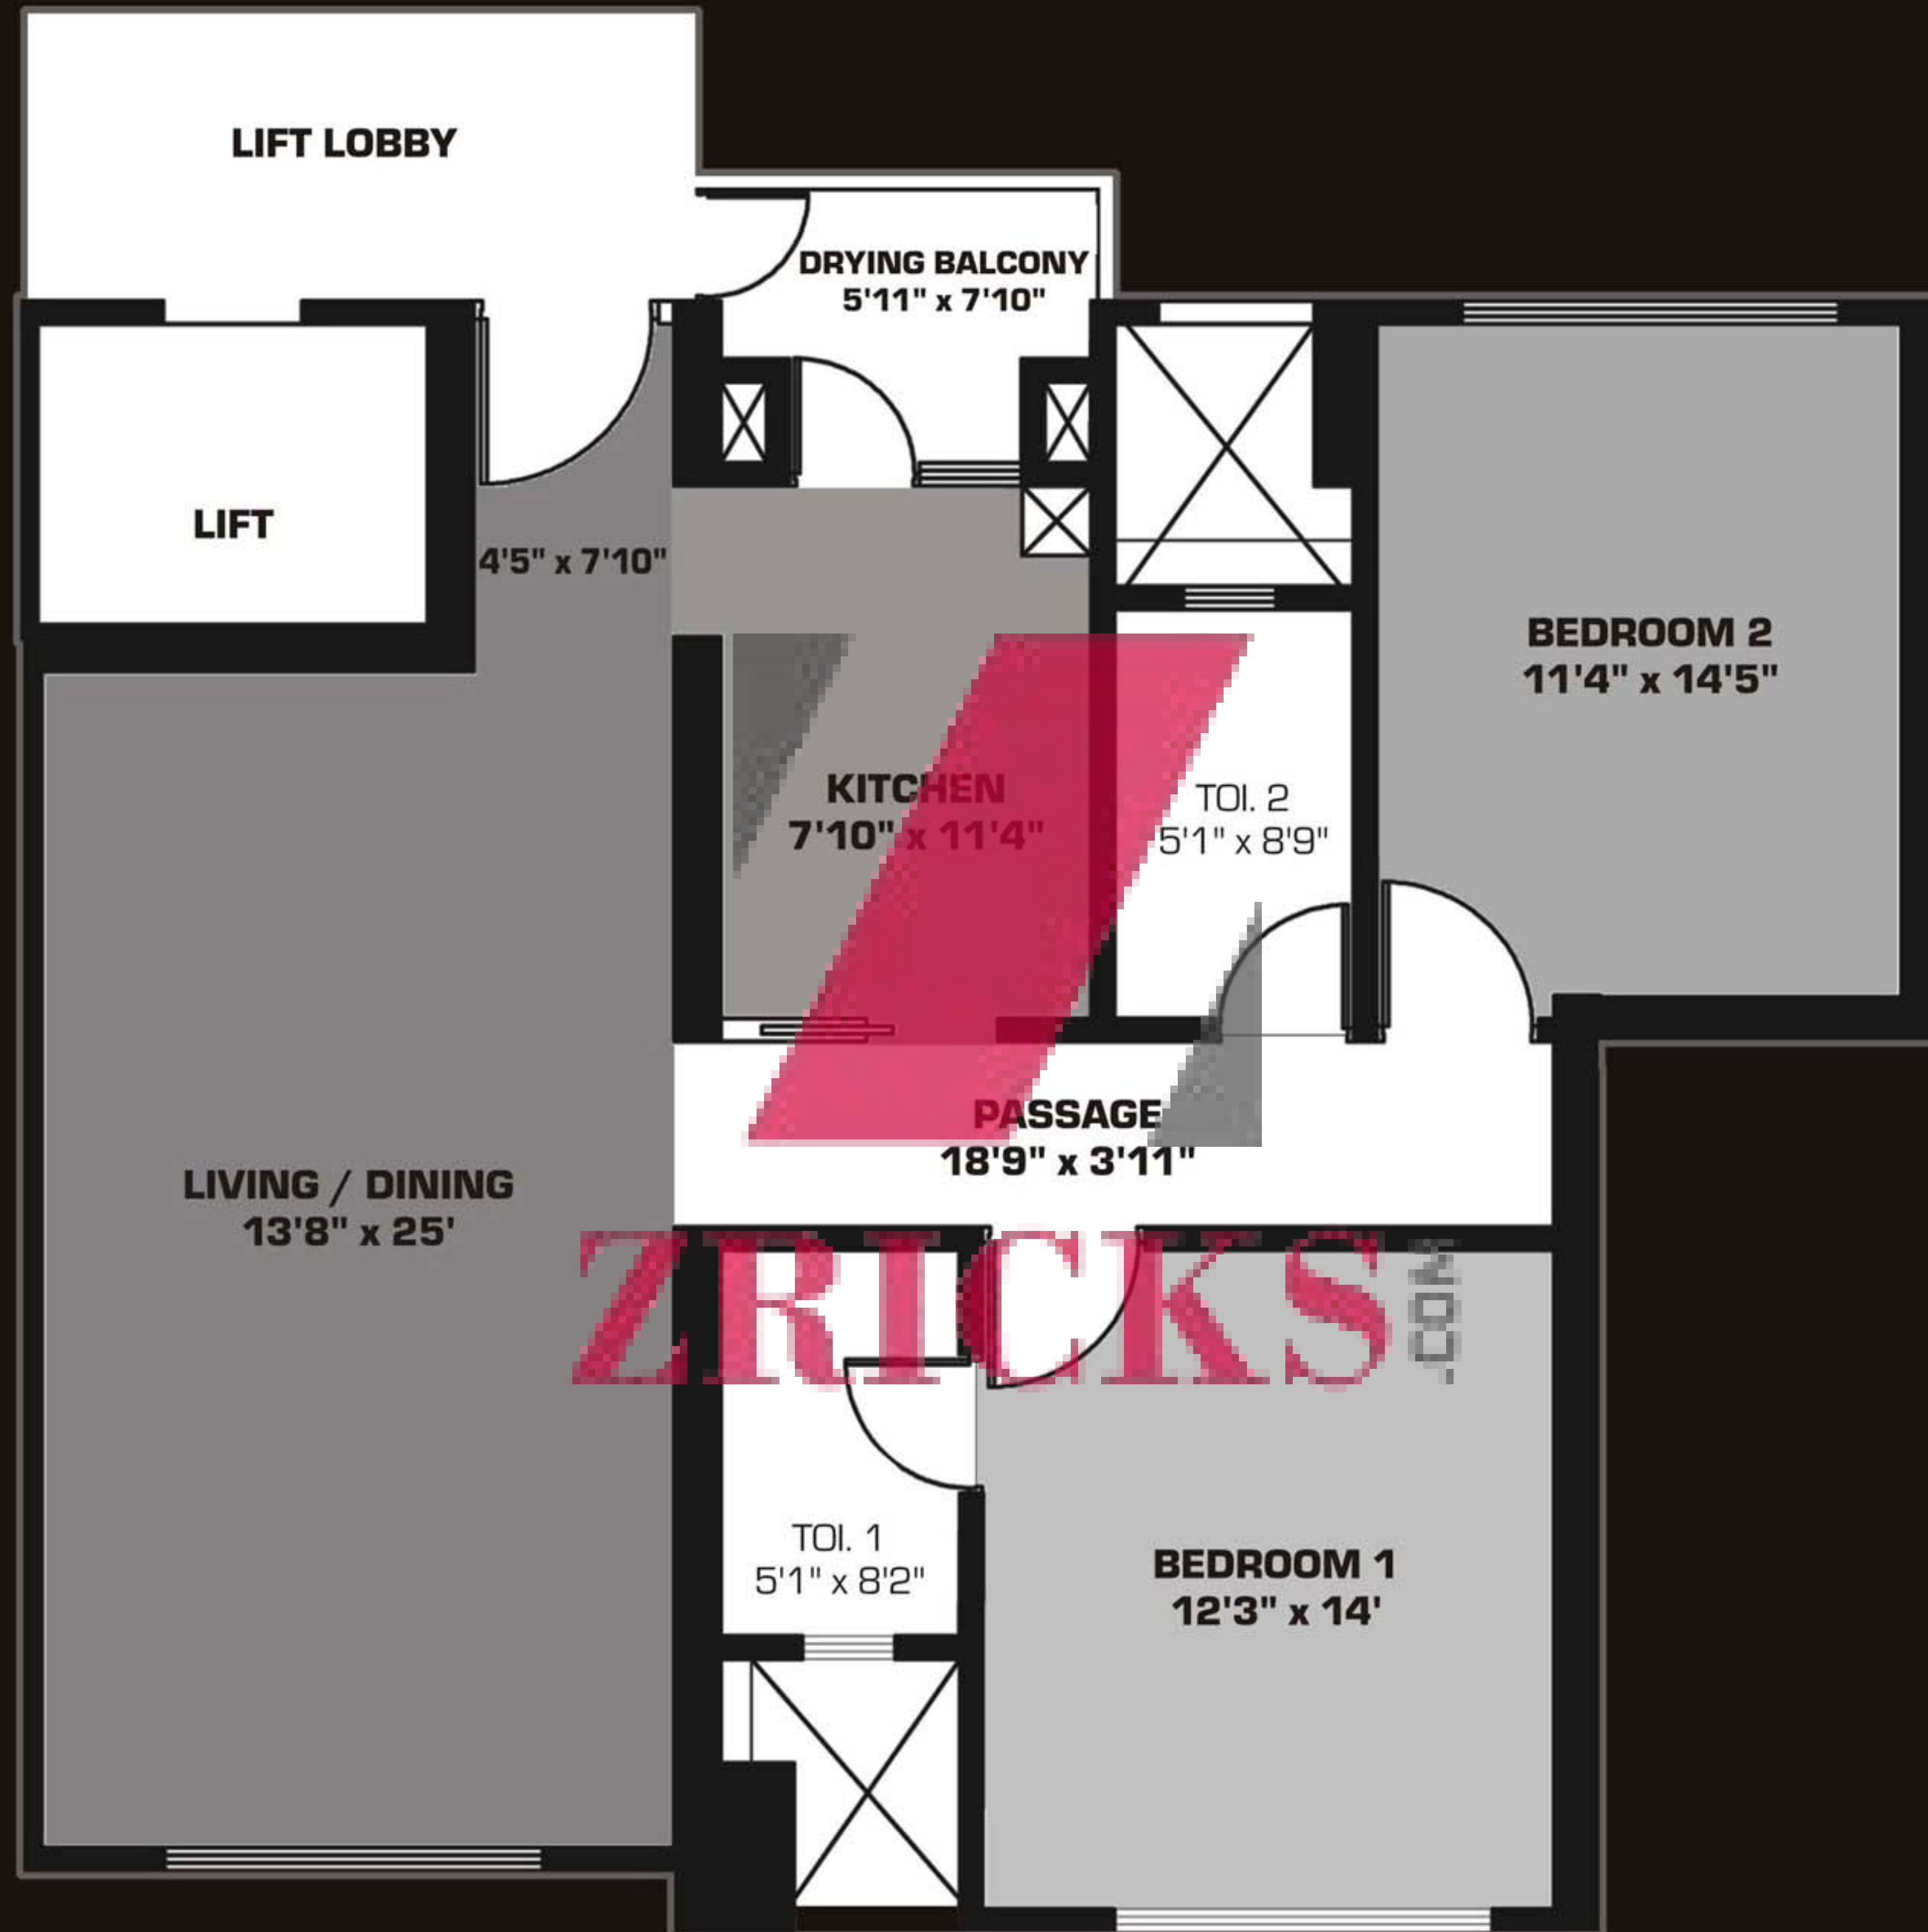 LIFT LOBBY
DRYING BALCONY
5'11" x 7'10"
LIFT
4'5" x 7'10"
BEDROOM 2
11'4" x 14'5"
KITCHEN
7'10" x 11'4"
TOI. 2
5'1" x 8'9"
PASSAGE
18'9" x 3'11"
LIVING / DINING
13'8" x 25'
ZRICKS.COM
TOI. 1
5'1" x 8'2"
BEDROOM 1
12'3" x 14'